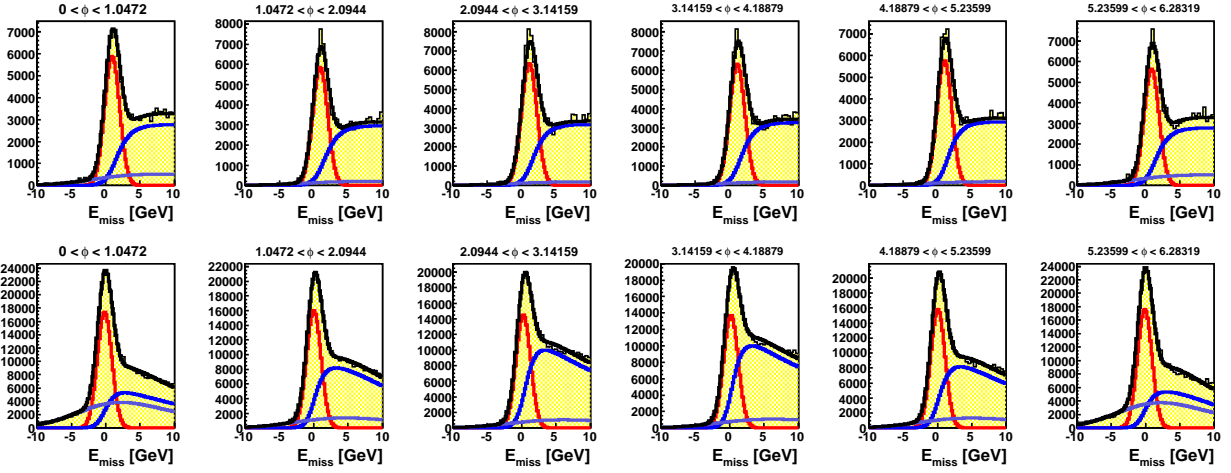 0 < ϕ < 1.0472
1.0472 < ϕ < 2.0944
2.0944 < ϕ < 3.14159
3.14159 < ϕ < 4.18879
4.18879 < ϕ < 5.23599
5.23599 < ϕ < 6.28319
7000 6000 5000 4000 3000 2000 1000 0
8000 7000 6000 5000 4000 3000 2000 1000 0
8000 7000 6000 5000 4000 3000 2000 1000 0
8000 7000 6000 5000 4000 3000 2000 1000 0
7000 6000 5000 4000 3000 2000 1000 0
7000 6000 5000 4000 3000 2000 1000 0
-10 -5 0 5 10
-10 -5 0 5 10
-10 -5 0 5 10
-10 -5 0 5 10
-10 -5 0 5 10
-10 -5 0 5 10
E_miss [GeV]
E_miss [GeV]
E_miss [GeV]
E_miss [GeV]
E_miss [GeV]
E_miss [GeV]
0 < ϕ < 1.0472
1.0472 < ϕ < 2.0944
2.0944 < ϕ < 3.14159
3.14159 < ϕ < 4.18879
4.18879 < ϕ < 5.23599
5.23599 < ϕ < 6.28319
24000 22000 20000 18000 16000 14000 12000 10000 8000 6000 4000 2000 0
22000 20000 18000 16000 14000 12000 10000 8000 6000 4000 2000 0
20000 18000 16000 14000 12000 10000 8000 6000 4000 2000 0
20000 18000 16000 14000 12000 10000 8000 6000 4000 2000 0
20000 18000 16000 14000 12000 10000 8000 6000 4000 2000 0
24000 22000 20000 18000 16000 14000 12000 10000 8000 6000 4000 2000 0
-10 -5 0 5 10
-10 -5 0 5 10
-10 -5 0 5 10
-10 -5 0 5 10
-10 -5 0 5 10
-10 -5 0 5 10
E_miss [GeV]
E_miss [GeV]
E_miss [GeV]
E_miss [GeV]
E_miss [GeV]
E_miss [GeV]